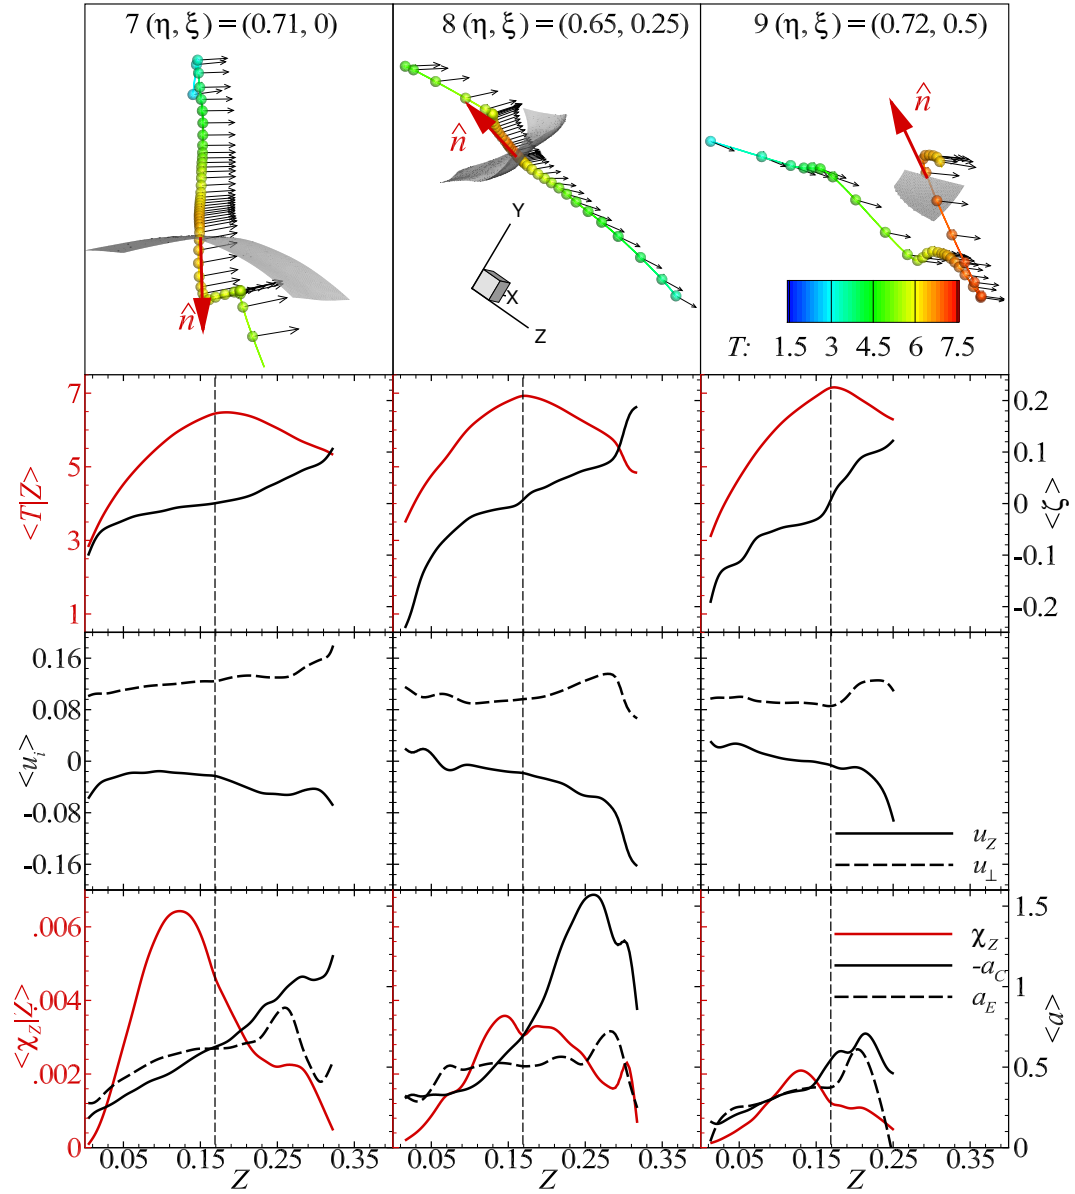 7 (η, ξ) = (0.71, 0)
8 (η, ξ) = (0.65, 0.25)
9 (η, ξ) = (0.72, 0.5)
n̂
n̂
n̂
Y
X
Z
T: 1.5 3 4.5 6 7.5
<T|Z>
7
5
3
1
0.2
0.1
0
-0.1
-0.2
<ζ>
<u_i>
0.16
0.08
0
-0.08
-0.16
u_Z
u_⊥
<χ_Z|Z>
.006
.004
.002
0
χ_Z
-a_C
a_E
1.5
1
0.5
0
<a>
0.05 0.15 0.35 0.05 0.15 0.35 0.05 0.15 0.25 0.35
Z Z Z